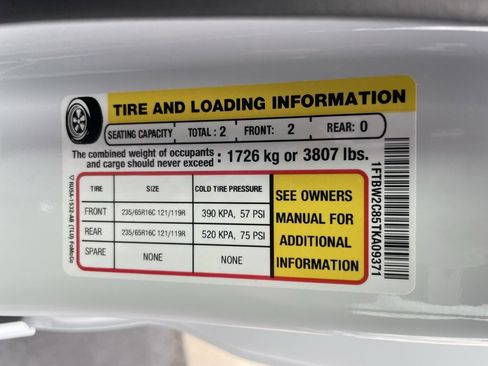 TIRE AND LOADING INFORMATION
SEATING CAPACITY TOTAL : 2 FRONT: 2 REAR: 0
The combined weight of occupants
and cargo should never exceed : 1726 kg or 3807 lbs.
TIRE SIZE COLD TIRE PRESSURE
FRONT 235/65R16C 121/119R 390 KPA, 57 PSI
REAR 235/65R16C 121/119R 520 KPA, 75 PSI
SPARE NONE NONE
SEE OWNERS
MANUAL FOR
ADDITIONAL
INFORMATION
1FTBW2C85TKA09371